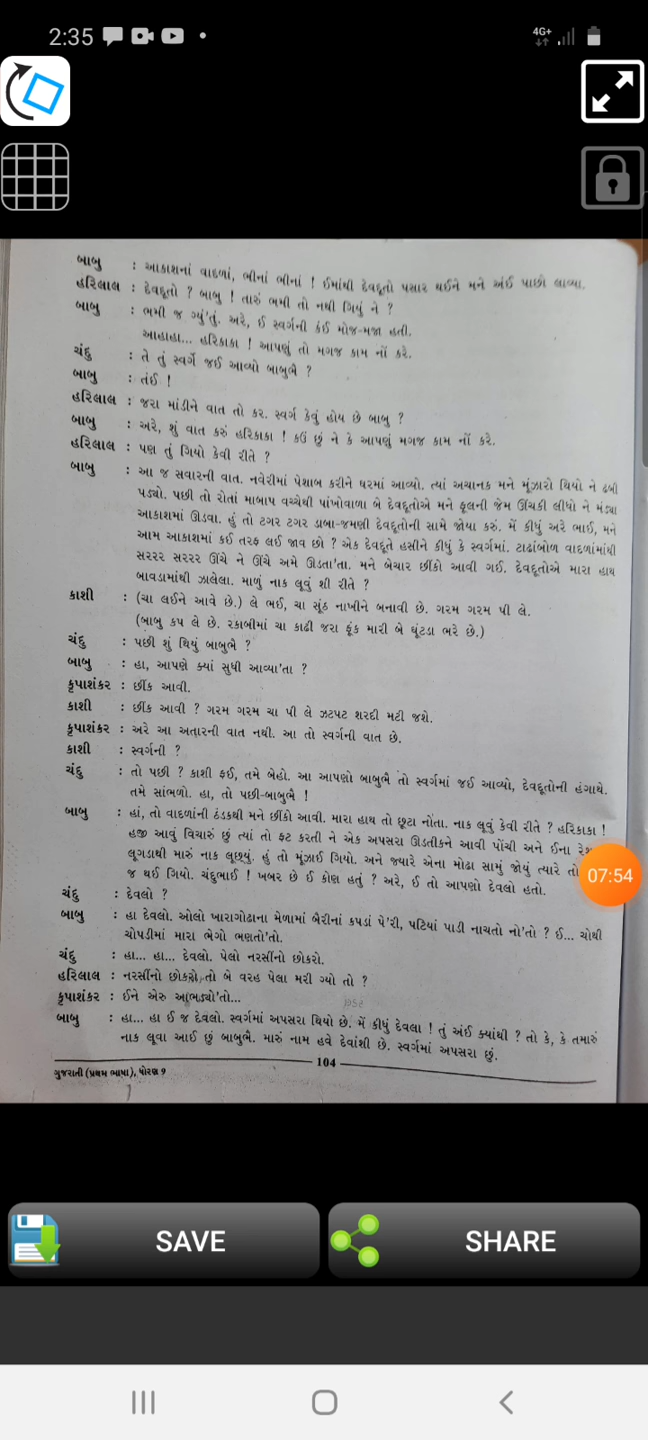 2:35
4G+
બાબુ : આકાશનાં વાદળાં, ભીનાં ભીનાં ! ઈમાંથી દેવદૂતો પસાર થઈને મને અંઈ પાછો લાવ્યા.
હરિલાલ : દેવદૂતો ? બાબુ ! તારું ભમી તો નથી ગિયું ને ?
બાબુ : ભમી જ ગ્યું'તું. અરે, ઈ સ્વર્ગની કંઈ મોજ-મજા હતી.
આહાહા... હરિકાકા ! આપણું તો મગજ કામ નોં કરે.
ચંદુ : તે તું સ્વર્ગે જઈ આવ્યો બાબુભૈ ?
બાબુ : તંઈ !
હરિલાલ : જરા માંડીને વાત તો કર. સ્વર્ગ કેવું હોય છે બાબુ ?
બાબુ : અરે, શું વાત કરું હરિકાકા ! કઉં છું ને કે આપણું મગજ કામ નોં કરે.
હરિલાલ : પણ તું ગિયો કેવી રીતે ?
બાબુ : આ જ સવારની વાત. નવેરીમાં પેશાબ કરીને ઘરમાં આવ્યો. ત્યાં અચાનક મને મૂંઝારો થિયો ને ઢબી
પડ્યો. પછી તો રોતાં માબાપ વચ્ચેથી પાંખોવાળા બે દેવદૂતોએ મને ફૂલની જેમ ઊંચકી લીધો ને મંડ્યા
આકાશમાં ઊડવા. હું તો ટગર ટગર ડાબા-જમણી દેવદૂતોની સામે જોયા કરું. મેં કીધું અરે ભાઈ, મને
આમ આકાશમાં કઈ તરફ લઈ જાવ છો ? એક દેવદૂતે હસીને કીધું કે સ્વર્ગમાં. ટાઢાંબોળ વાદળાંમાંથી
સરરર સરરર ઊંચે ને ઊંચે અમે ઊડતા'તા. મને બેચાર છીંકો આવી ગઈ. દેવદૂતોએ મારા હાથ
બાવડામાંથી ઝાલેલા. માળું નાક લૂવું શી રીતે ?
કાશી : (ચા લઈને આવે છે.) લે ભઈ, ચા સૂંઠ નાખીને બનાવી છે. ગરમ ગરમ પી લે.
(બાબુ કપ લે છે. રકાબીમાં ચા કાઢી જરા ફૂંક મારી બે ઘૂંટડા ભરે છે.)
ચંદુ : પછી શું થિયું બાબુભૈ ?
બાબુ : હા, આપણે ક્યાં સુધી આવ્યા'તા ?
કૃપાશંકર : છીંક આવી.
કાશી : છીંક આવી ? ગરમ ગરમ ચા પી લે ઝટપટ શરદી મટી જશે.
કૃપાશંકર : અરે આ અતારની વાત નથી. આ તો સ્વર્ગની વાત છે.
કાશી : સ્વર્ગની ?
ચંદુ : તો પછી ? કાશી ફઈ, તમે બેહો. આ આપણો બાબુભૈ તો સ્વર્ગમાં જઈ આવ્યો, દેવદૂતોની હંગાથે.
તમે સાંભળો. હા, તો પછી-બાબુભૈ !
બાબુ : હાં, તો વાદળાંની ઠંડકથી મને છીંકો આવી. મારા હાથ તો છૂટા નોંતા. નાક લૂવું કેવી રીતે ? હરિકાકા !
હજી આવું વિચારું છું ત્યાં તો ફટ કરતી ને એક અપસરા ઊડતીકને આવી પોંચી અને ઈના
લૂગડાથી મારું નાક લૂછ્યું. હું તો મૂંઝાઈ ગિયો. અને જ્યારે એના મોઢા સામું જોયું ત્યારે તો
જ થઈ ગિયો. ચંદુભાઈ ! ખબર છે ઈ કોણ હતું ? અરે, ઈ તો આપણો દેવલો હતો.
07:54
ચંદુ : દેવલો ?
બાબુ : હા દેવલો. ઓલો ખારાગોઢાના મેળામાં બૈરીનાં કપડાં પે'રી, પટિયાં પાડી નાચતો નો'તો ? ઈ... ચોથી
ચોપડીમાં મારા ભેગો ભણતો'તો.
ચંદુ : હા... હા... દેવલો. પેલો નરસીંનો છોકરો.
હરિલાલ : નરસીંનો છોકરો તો બે વરહ પેલા મરી ગ્યો તો ?
કૃપાશંકર : ઈને એરુ આભડ્યો'તો...
બાબુ : હા... હા ઈ જ દેવલો. સ્વર્ગમાં અપસરા થિયો છે. મેં કીધું દેવલા ! તું અંઈ ક્યાંથી ? તો કે, કે તમારું
નાક લૂવા આઈ છું બાબુભૈ. મારું નામ હવે દેવાંશી છે. સ્વર્ગમાં અપસરા છું.
104
ગુજરાતી (પ્રથમ ભાષા), ધોરણ 9
SAVE
SHARE